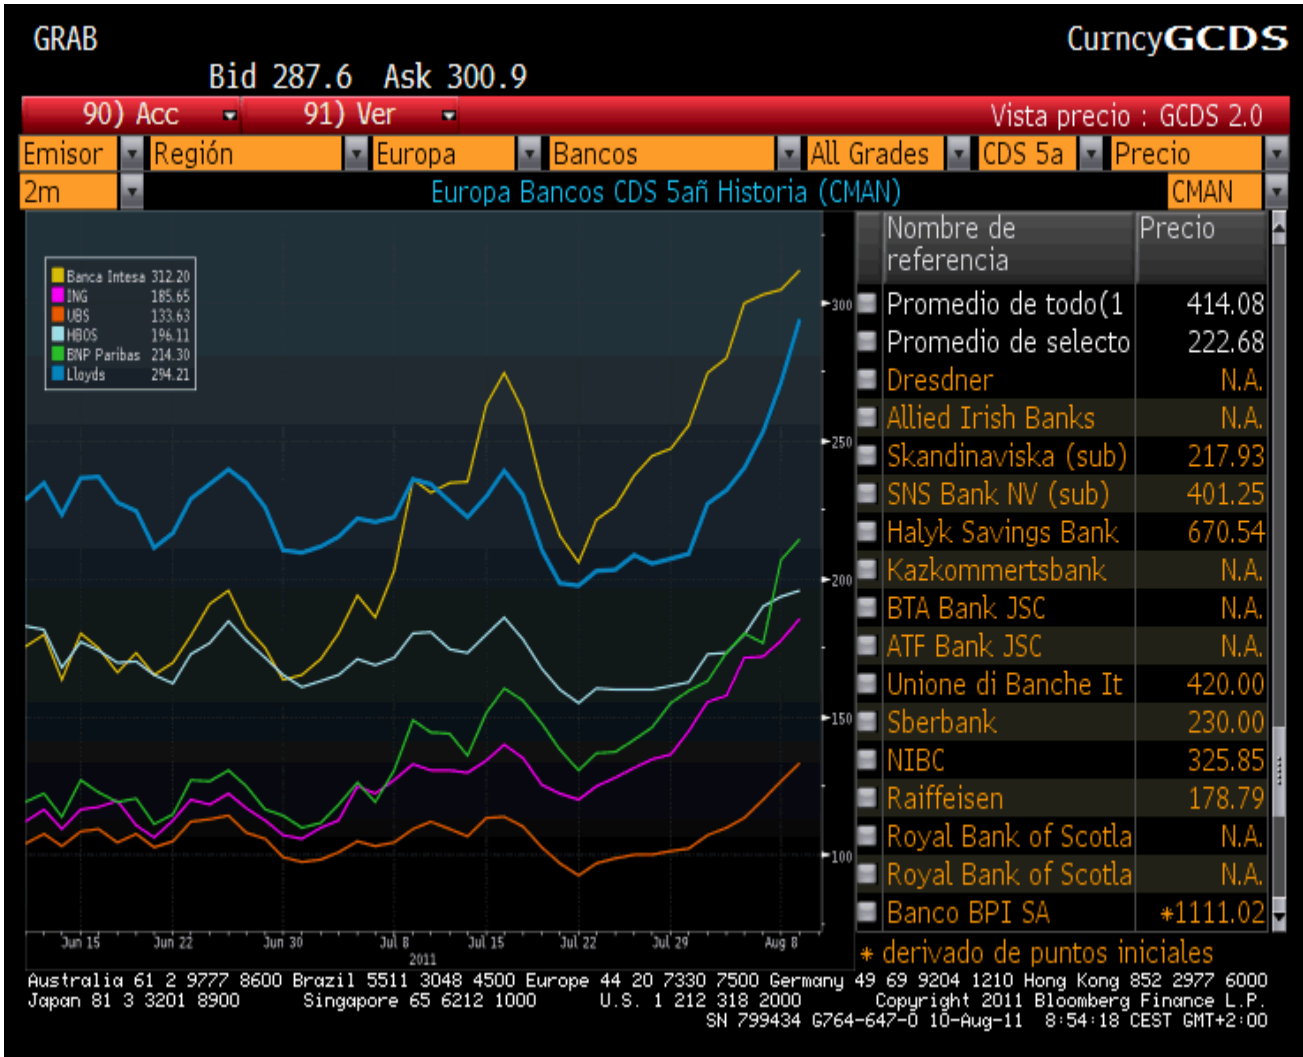 GRAB
CurncyGCDS
Bid 287.6 Ask 300.9
90) Acc 91) Ver Vista precio : GCDS 2.0
Emisor Región Europa Bancos All Grades CDS 5a Precio
2m Europa Bancos CDS 5añ Historia (CMAN) CMAN
Banca Intesa 312.20
ING 185.65
UBS 133.63
HBOS 196.11
BNP Paribas 214.30
Lloyds 294.21
300
250
200
150
100
Jun 15 Jun 22 Jun 30 Jul 8 Jul 15 Jul 22 Jul 29 Aug 8
2011
Nombre de referencia Precio
Promedio de todo(1 414.08
Promedio de selecto 222.68
Dresdner N.A.
Allied Irish Banks N.A.
Skandinaviska (sub) 217.93
SNS Bank NV (sub) 401.25
Halyk Savings Bank 670.54
Kazkommertsbank N.A.
BTA Bank JSC N.A.
ATF Bank JSC N.A.
Unione di Banche It 420.00
Sberbank 230.00
NIBC 325.85
Raiffeisen 178.79
Royal Bank of Scotla N.A.
Royal Bank of Scotla N.A.
Banco BPI SA *1111.02
* derivado de puntos iniciales
Australia 61 2 9777 8600 Brazil 5511 3048 4500 Europe 44 20 7330 7500 Germany 49 69 9204 1210 Hong Kong 852 2977 6000
Japan 81 3 3201 8900 Singapore 65 6212 1000 U.S. 1 212 318 2000 Copyright 2011 Bloomberg Finance L.P.
SN 799434 G764-647-0 10-Aug-11 8:54:18 CEST GMT+2:00